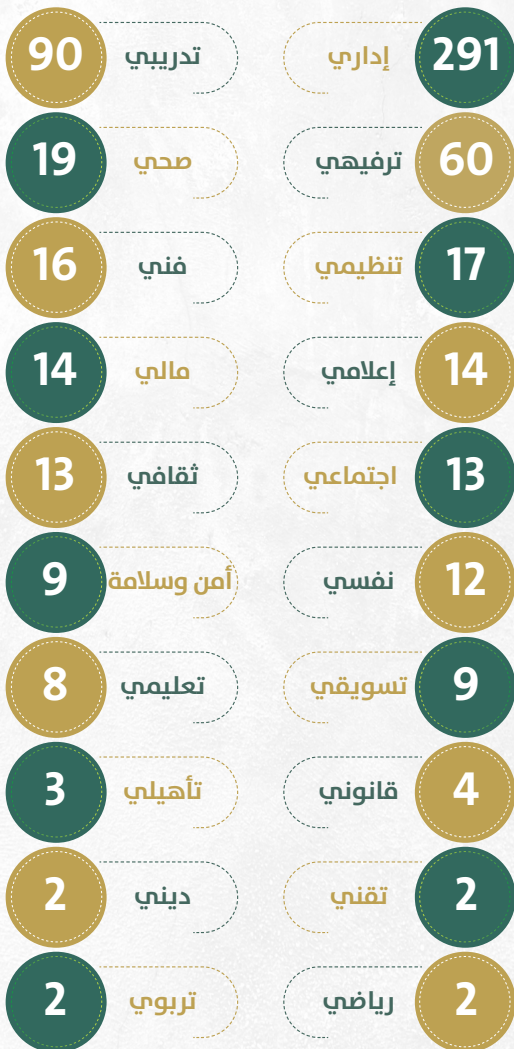 291 إداري
90 تدريبي
60 ترفيهي
19 صحي
17 تنظيمي
16 فني
14 إعلامي
14 مالي
13 اجتماعي
13 ثقافي
12 نفسي
9 أمن وسلامة
9 تسويقي
8 تعليمي
4 قانوني
3 تأهيلي
2 تقني
2 ديني
2 رياضي
2 تربوي